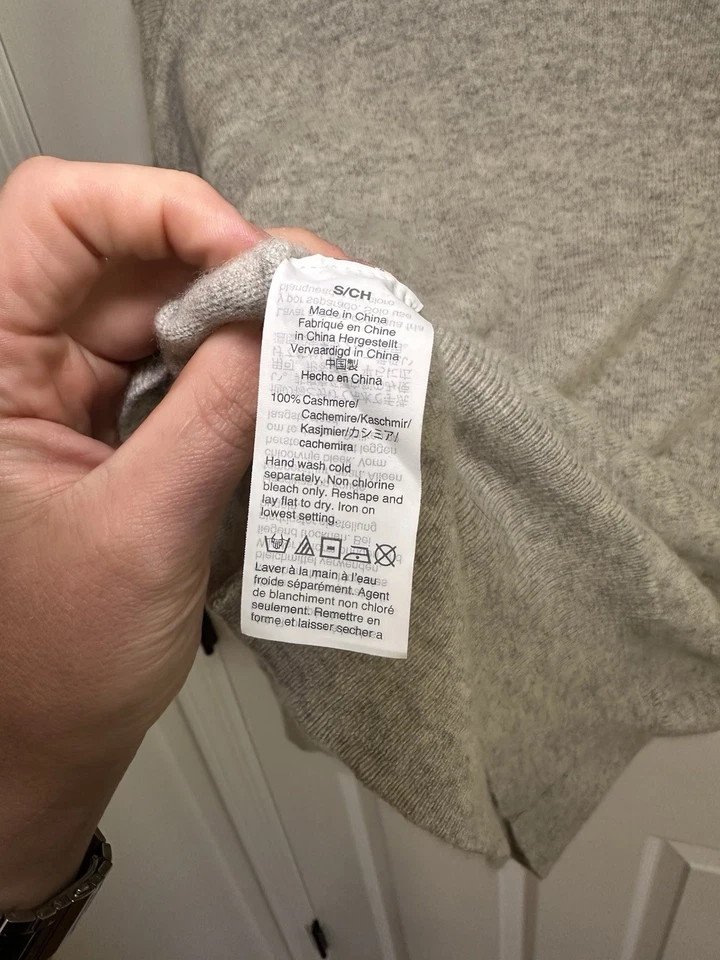 S/CH
Made in China
Fabriqué en Chine
in China Hergestellt
Vervaardigd in China
中国製
Hecho en China
100% Cashmere/
Cachemire/Kaschmir/
Kasjmier/カシミア/
cachemira
Hand wash cold
separately. Non chlorine
bleach only. Reshape and
lay flat to dry. Iron on
lowest setting.
Laver à la main à l'eau
froide séparément. Agent
de blanchiment non chloré
seulement. Remettre en
forme et laisser secher a